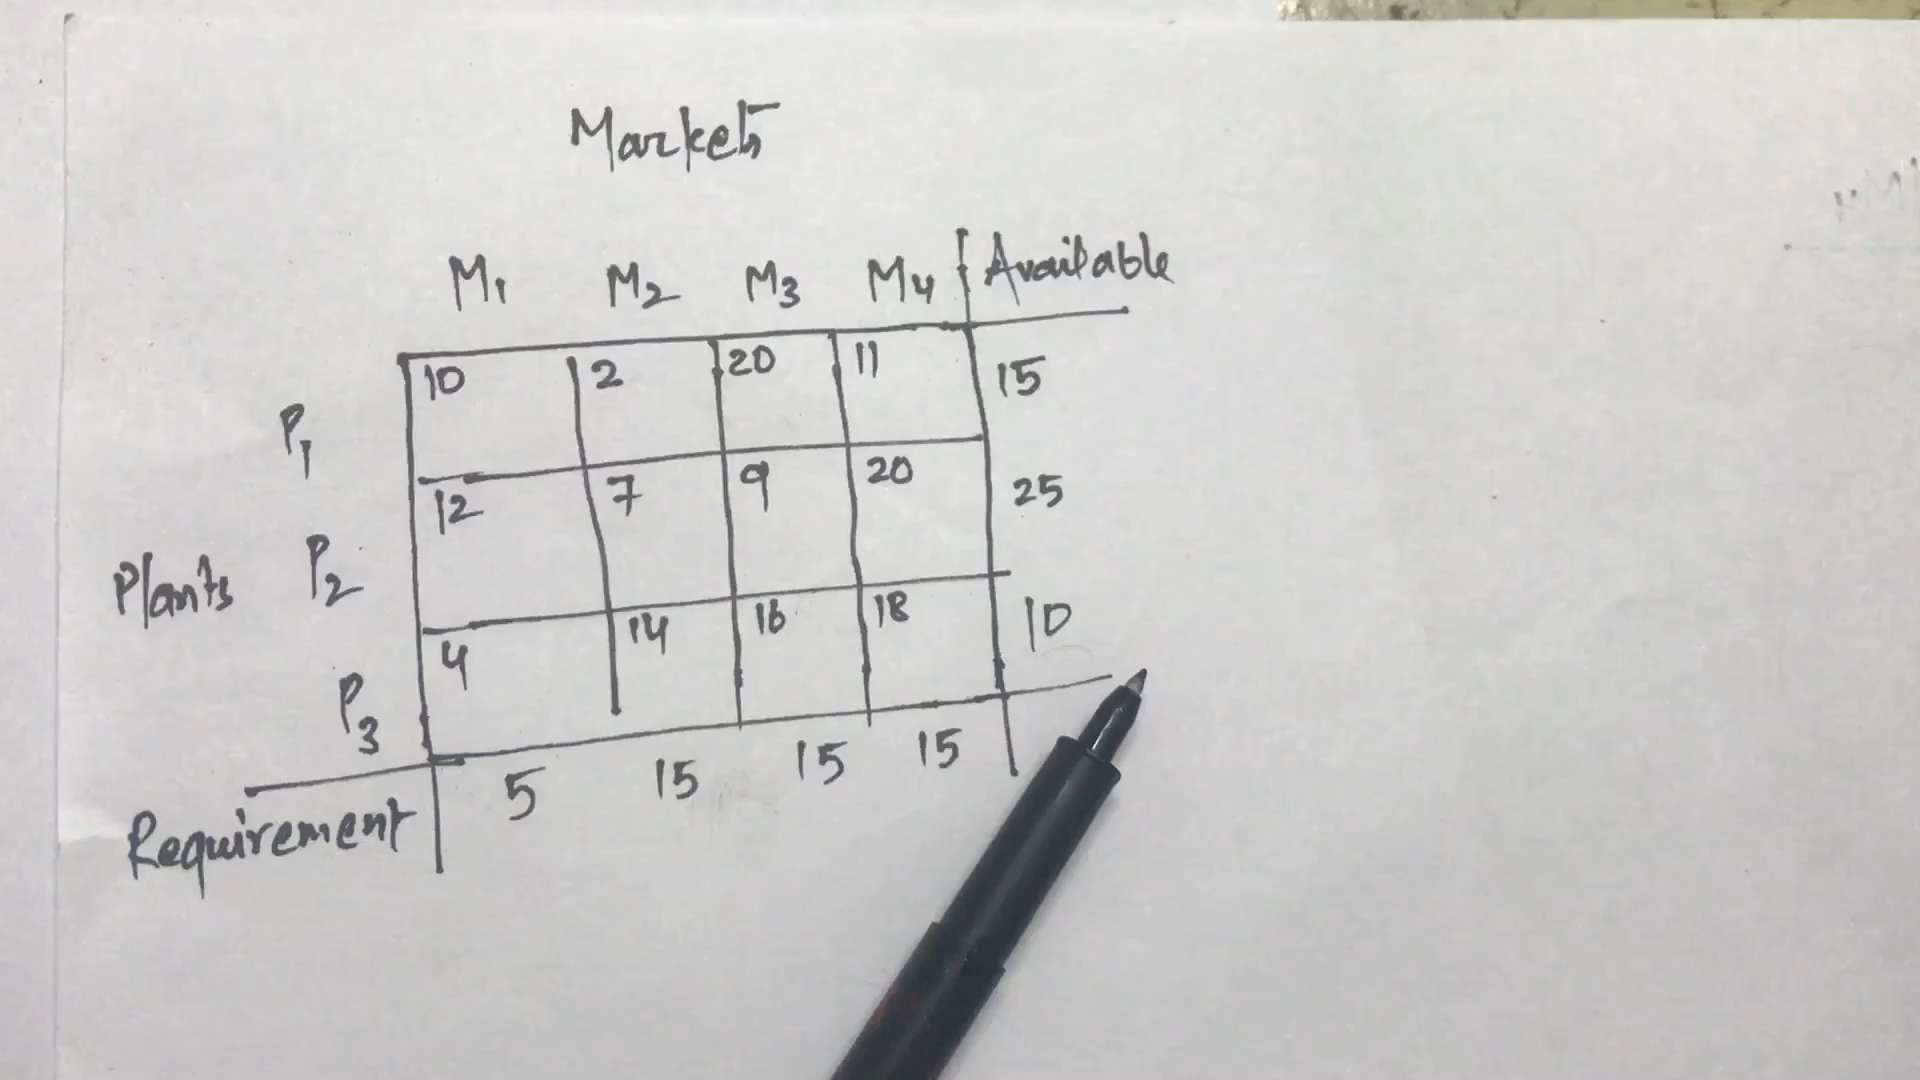 Markets
M1 M2 M3 M4 Available
P1 10 2 20 11 15
Plants P2 12 7 9 20 25
P3 4 14 16 18 10
Requirement 5 15 15 15